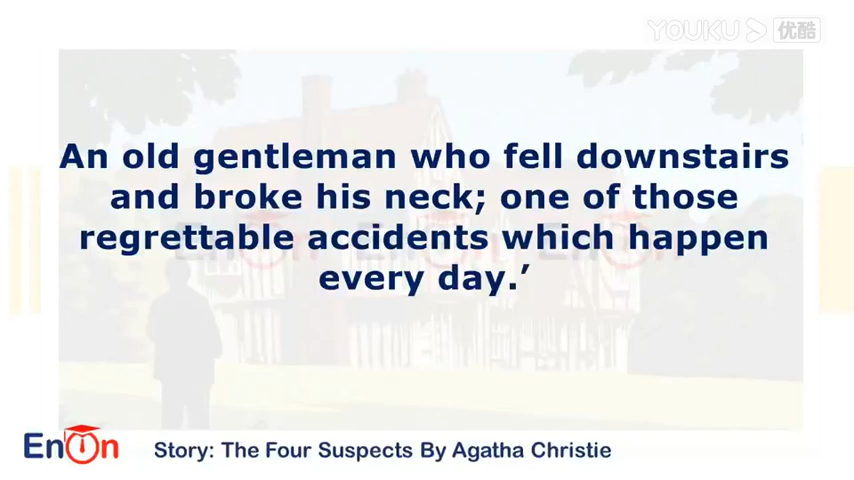 YOUKU 优酷
An old gentleman who fell downstairs
and broke his neck; one of those
regrettable accidents which happen
every day.’
EnOn
Story: The Four Suspects By Agatha Christie